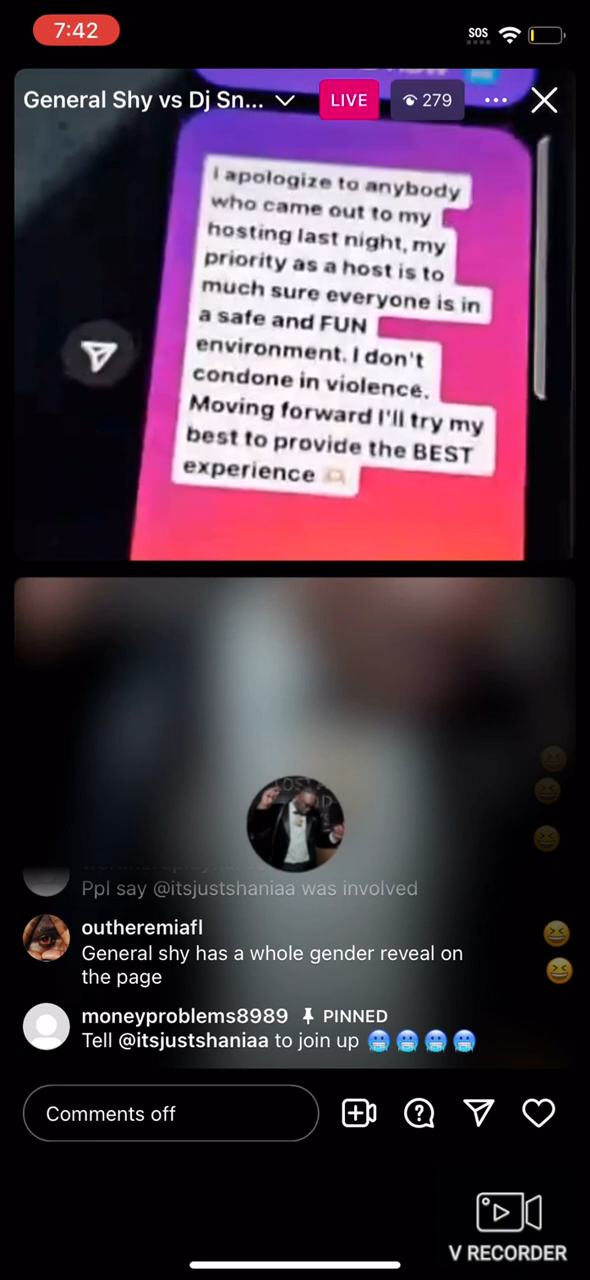 7:42
SOS
General Shy vs Dj Sn...
LIVE
279
I apologize to anybody
who came out to my
hosting last night, my
priority as a host is to
much sure everyone is in
a safe and FUN
environment. I don't
condone in violence.
Moving forward I'll try my
best to provide the BEST
experience 🫶🏻
Ppl say @itsjustshaniaa was involved
outheremiafl
General shy has a whole gender reveal on
the page
moneyproblems8989 PINNED
Tell @itsjustshaniaa to join up 🥶🥶🥶🥶
Comments off
V RECORDER